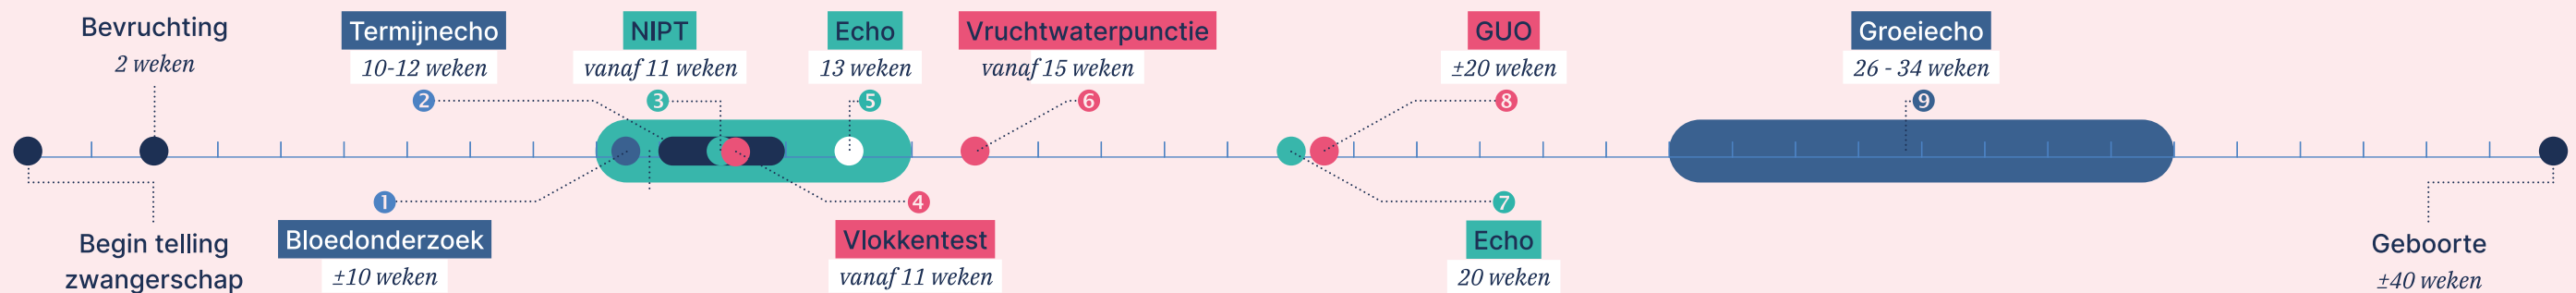 Bevruchting
2 weken
Termijnecho
10-12 weken
2
NIPT
vanaf 11 weken
3
Echo
13 weken
5
Vruchtwaterpunctie
vanaf 15 weken
6
GUO
±20 weken
8
Groeiecho
26 - 34 weken
9
Begin telling
zwangerschap
1
Bloedonderzoek
±10 weken
4
Vlokkentest
vanaf 11 weken
7
Echo
20 weken
Geboorte
±40 weken